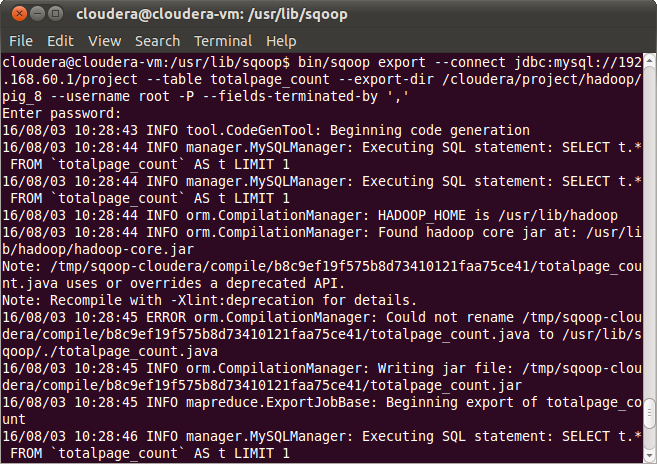 cloudera@cloudera-vm: /usr/lib/sqoop
File Edit View Search Terminal Help
cloudera@cloudera-vm:/usr/lib/sqoop$ bin/sqoop export --connect jdbc:mysql://192
.168.60.1/project --table totalpage_count --export-dir /cloudera/project/hadoop/
pig_8 --username root -P --fields-terminated-by ','
Enter password:
16/08/03 10:28:43 INFO tool.CodeGenTool: Beginning code generation
16/08/03 10:28:44 INFO manager.MySQLManager: Executing SQL statement: SELECT t.*
 FROM `totalpage_count` AS t LIMIT 1
16/08/03 10:28:44 INFO manager.MySQLManager: Executing SQL statement: SELECT t.*
 FROM `totalpage_count` AS t LIMIT 1
16/08/03 10:28:44 INFO orm.CompilationManager: HADOOP_HOME is /usr/lib/hadoop
16/08/03 10:28:44 INFO orm.CompilationManager: Found hadoop core jar at: /usr/li
b/hadoop/hadoop-core.jar
Note: /tmp/sqoop-cloudera/compile/b8c9ef19f575b8d73410121faa75ce41/totalpage_cou
nt.java uses or overrides a deprecated API.
Note: Recompile with -Xlint:deprecation for details.
16/08/03 10:28:45 ERROR orm.CompilationManager: Could not rename /tmp/sqoop-clou
dera/compile/b8c9ef19f575b8d73410121faa75ce41/totalpage_count.java to /usr/lib/s
qoop/./totalpage_count.java
16/08/03 10:28:45 INFO orm.CompilationManager: Writing jar file: /tmp/sqoop-clou
dera/compile/b8c9ef19f575b8d73410121faa75ce41/totalpage_count.jar
16/08/03 10:28:45 INFO mapreduce.ExportJobBase: Beginning export of totalpage_co
unt
16/08/03 10:28:46 INFO manager.MySQLManager: Executing SQL statement: SELECT t.*
 FROM `totalpage_count` AS t LIMIT 1